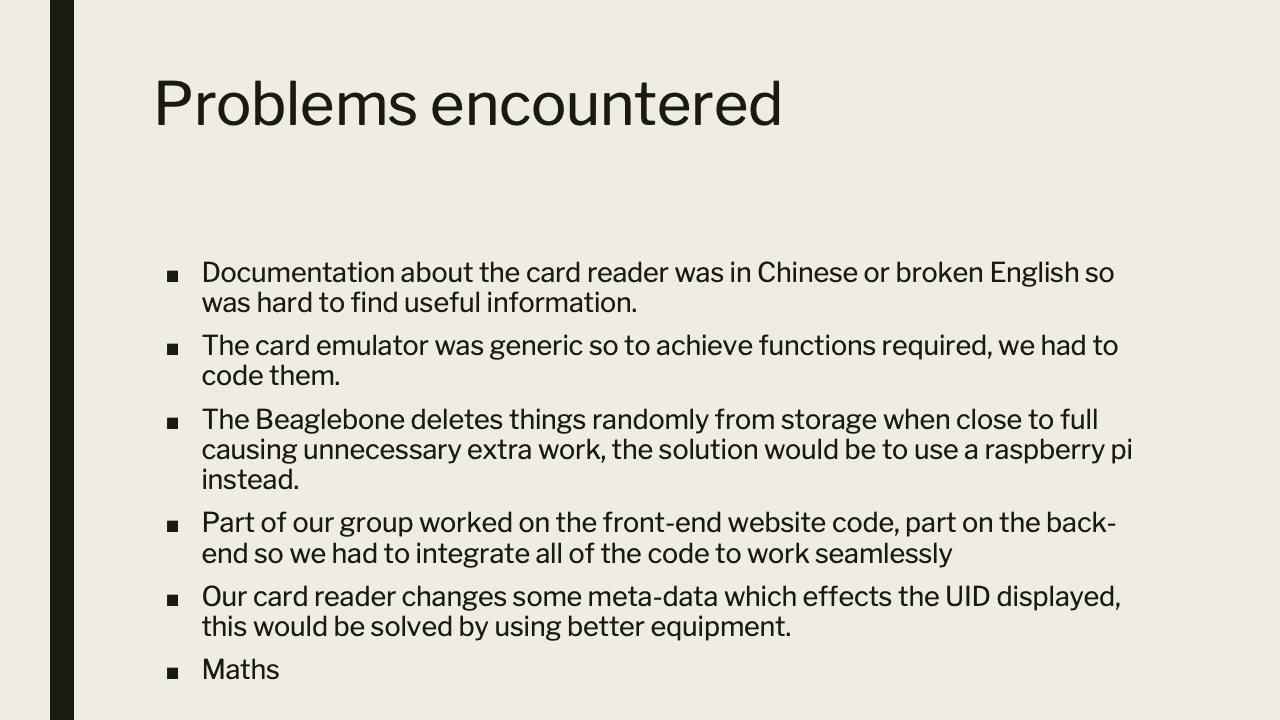 Problems encountered
▪ Documentation about the card reader was in Chinese or broken English so
was hard to find useful information.
▪ The card emulator was generic so to achieve functions required, we had to
code them.
▪ The Beaglebone deletes things randomly from storage when close to full
causing unnecessary extra work, the solution would be to use a raspberry pi
instead.
▪ Part of our group worked on the front-end website code, part on the back-
end so we had to integrate all of the code to work seamlessly
▪ Our card reader changes some meta-data which effects the UID displayed,
this would be solved by using better equipment.
▪ Maths